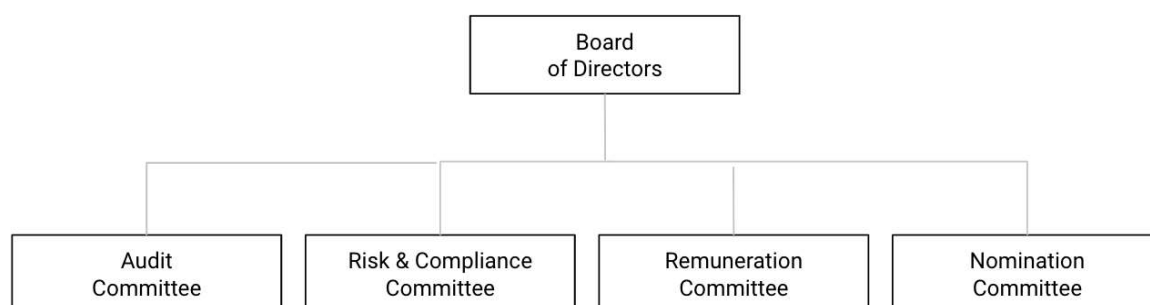 Board
of Directors
Audit
Committee
Risk & Compliance
Committee
Remuneration
Committee
Nomination
Committee